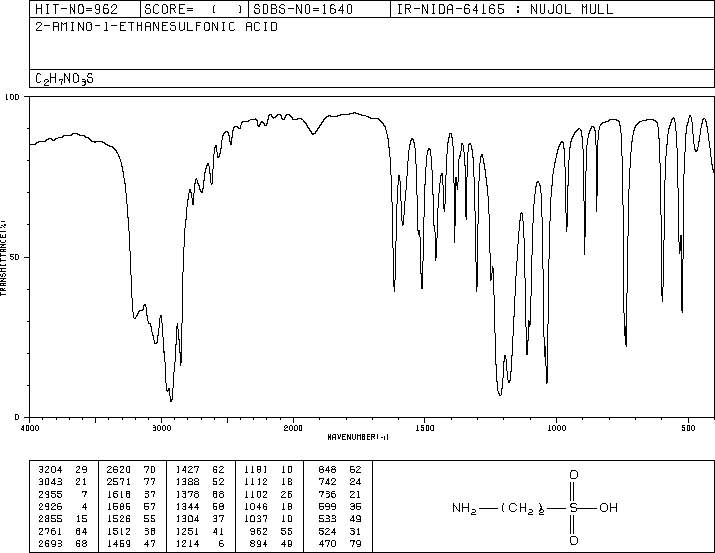 HIT-NO=962 SCORE= ( ) SDBS-NO=1640 IR-NIDA-64165 : NUJOL MULL
2-AMINO-1-ETHANESULFONIC ACID
C2H7NO3S
100
50
0
TRANSMITTANCE(%)
4000 3000 2000 1500 1000 500
WAVENUMBER(-1)
3204 29 2620 70 1427 62 1181 10 848 62
3043 21 2571 77 1388 52 1112 18 742 24
2955 7 1618 37 1378 68 1102 26 736 21
2926 4 1586 57 1344 58 1046 18 599 35
2855 15 1526 55 1304 37 1037 10 533 49
2761 64 1512 38 1251 41 962 55 524 31
2693 68 1459 47 1214 6 894 49 470 79
O
NH2 (CH2)2 S OH
O